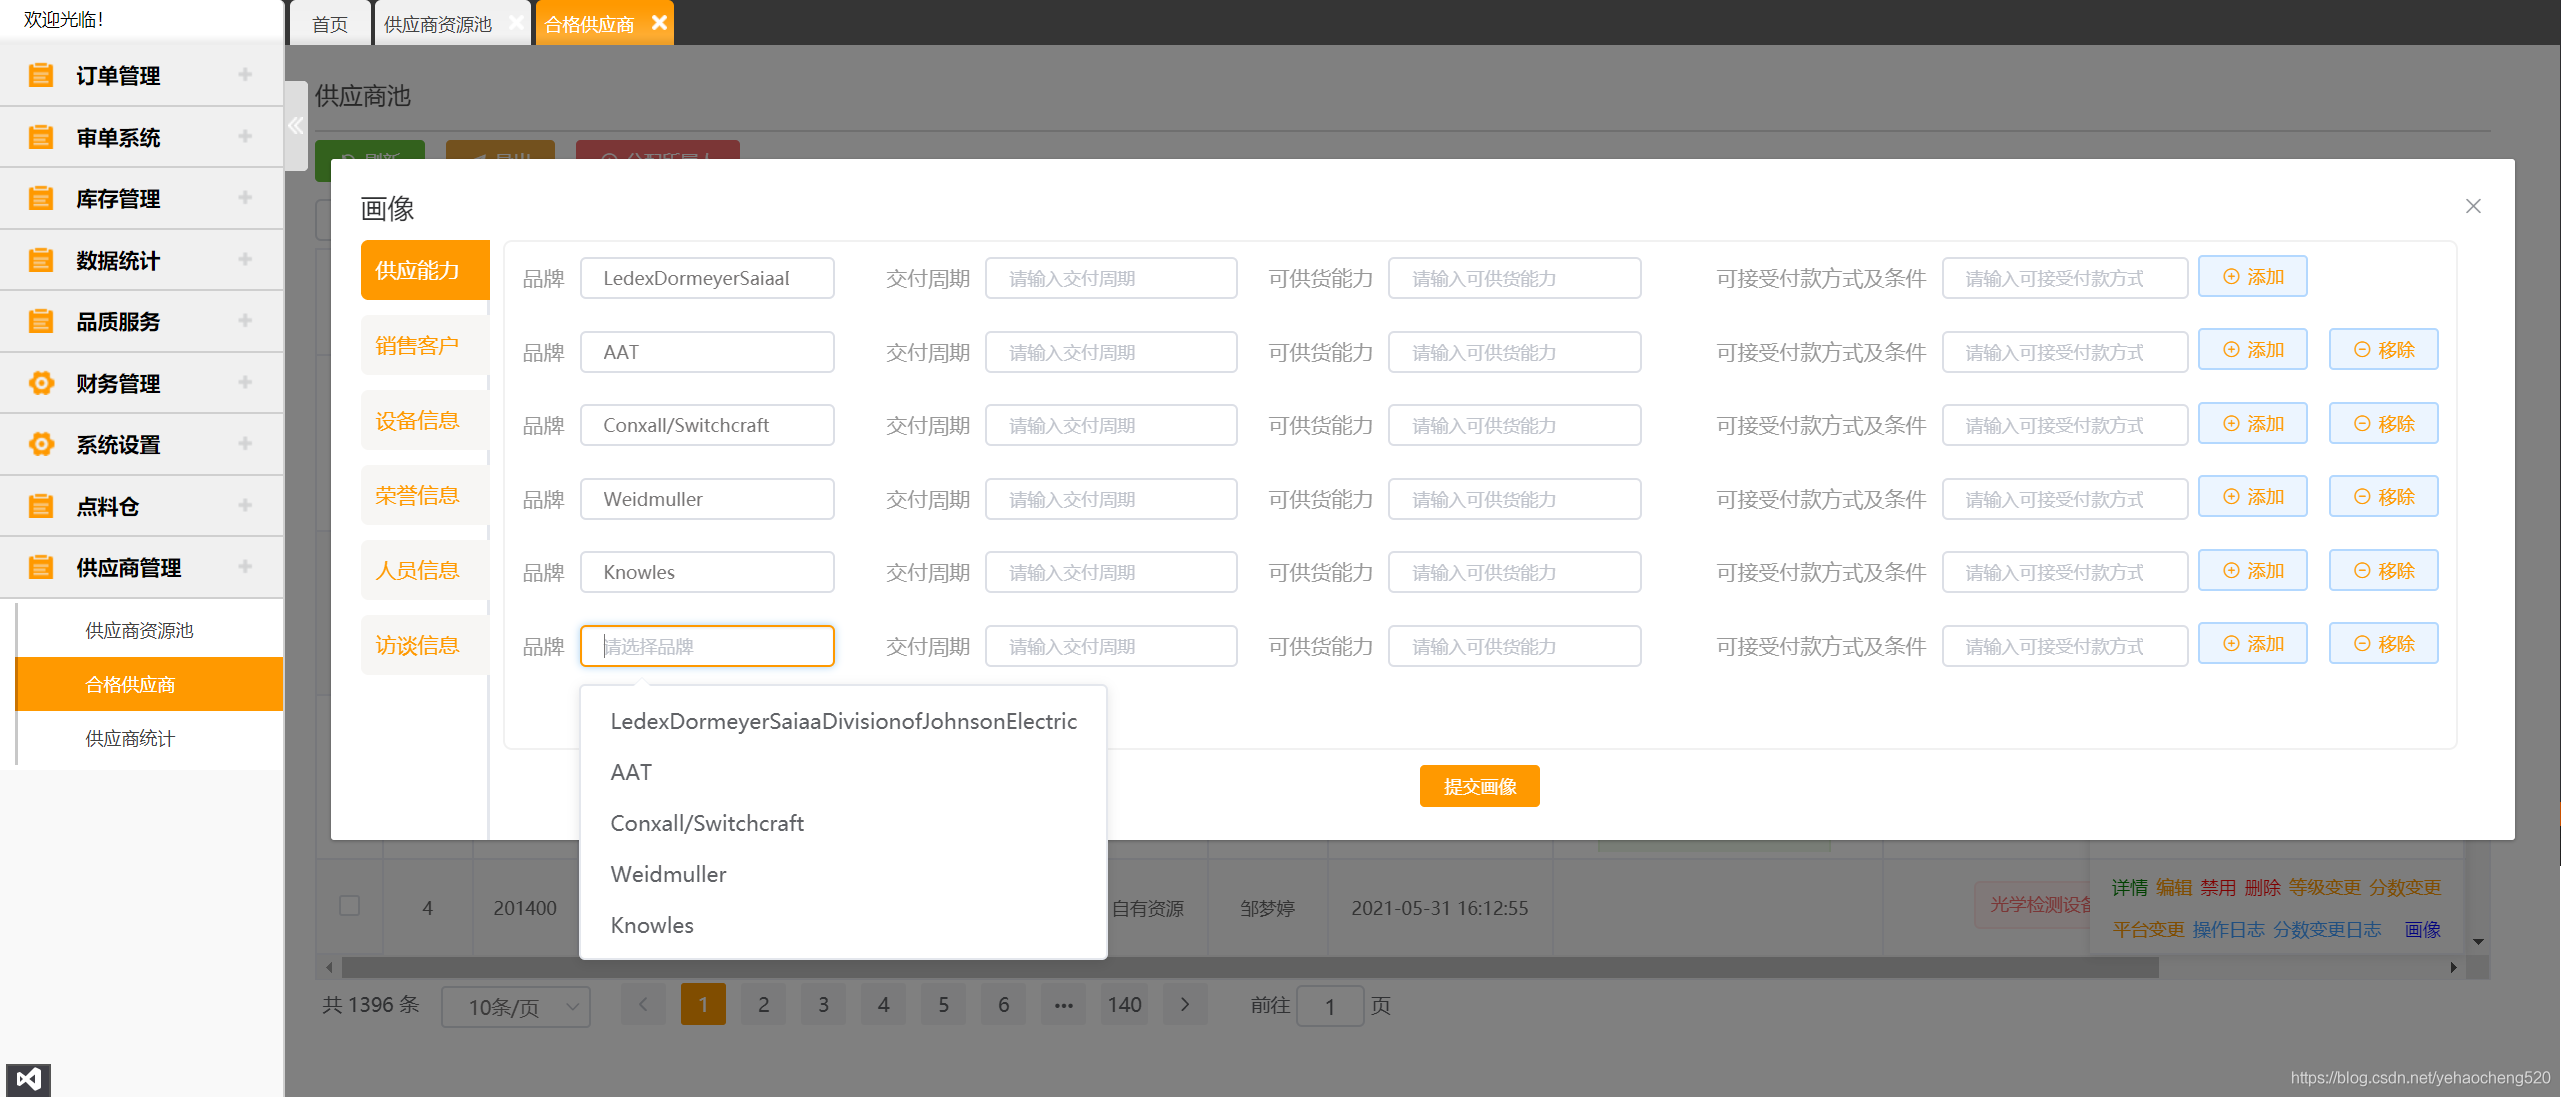 欢迎光临!
首页
供应商资源池
合格供应商
订单管理
审单系统
库存管理
数据统计
品质服务
财务管理
系统设置
点料仓
供应商管理
供应商资源池
合格供应商
供应商统计
供应商池
画像
供应能力
销售客户
设备信息
荣誉信息
人员信息
访谈信息
品牌 LedexDormeyerSaiaaD 交付周期 请输入交付周期 可供货能力 请输入可供货能力 可接受付款方式及条件 请输入可接受付款方式 添加
品牌 AAT 交付周期 请输入交付周期 可供货能力 请输入可供货能力 可接受付款方式及条件 请输入可接受付款方式 添加 移除
品牌 Conxall/Switchcraft 交付周期 请输入交付周期 可供货能力 请输入可供货能力 可接受付款方式及条件 请输入可接受付款方式 添加 移除
品牌 Weidmuller 交付周期 请输入交付周期 可供货能力 请输入可供货能力 可接受付款方式及条件 请输入可接受付款方式 添加 移除
品牌 Knowles 交付周期 请输入交付周期 可供货能力 请输入可供货能力 可接受付款方式及条件 请输入可接受付款方式 添加 移除
品牌 请选择品牌 交付周期 请输入交付周期 可供货能力 请输入可供货能力 可接受付款方式及条件 请输入可接受付款方式 添加 移除
LedexDormeyerSaiaaDivisionofJohnsonElectric
AAT
Conxall/Switchcraft
Weidmuller
Knowles
提交画像
4 201400 自有资源 邹梦婷 2021-05-31 16:12:55 光学检测设备
详情 编辑 禁用 删除 等级变更 分数变更
平台变更 操作日志 分数变更日志 画像
共 1396 条 10条/页 1 2 3 4 5 6 ••• 140 前往 1 页
https://blog.csdn.net/yehaocheng520